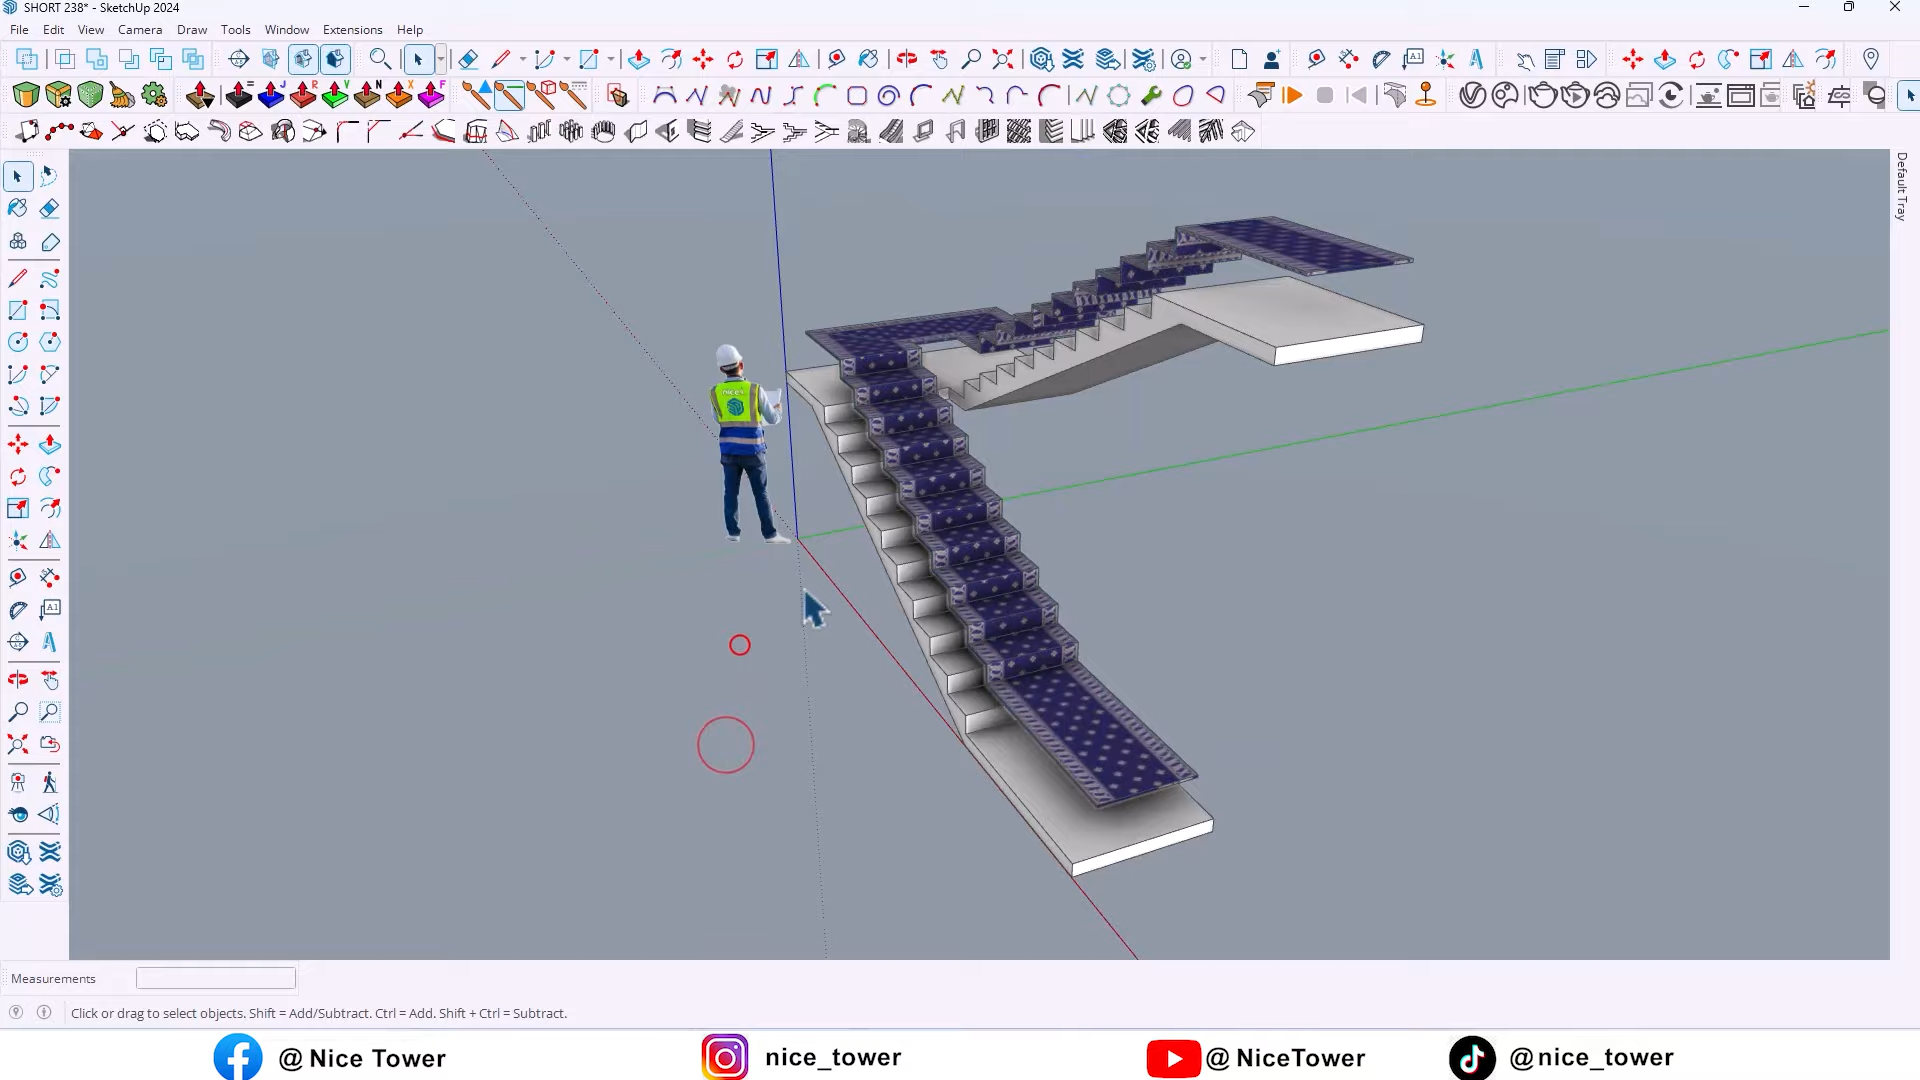 SHORT 238* - SketchUp 2024
File Edit View Camera Draw Tools Window Extensions Help
Default Tray
Measurements
Click or drag to select objects. Shift = Add/Subtract. Ctrl = Add. Shift + Ctrl = Subtract.
@ Nice Tower
nice_tower
@ NiceTower
@nice_tower